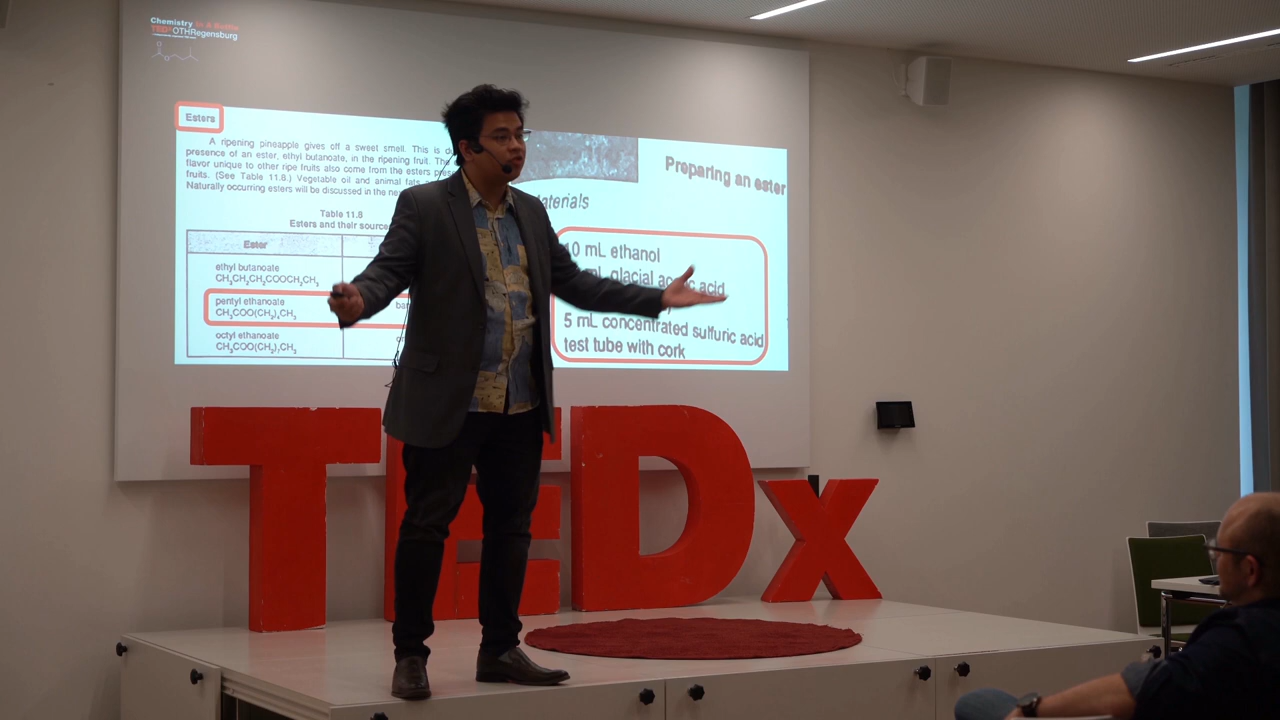 Chemistry In A Bottle
TEDx OTHRegensburg
Esters
A ripening pineapple gives off a sweet smell. This is
presence of an ester, ethyl butanoate, in the ripening fruit.
flavor unique to other ripe fruits also come from the esters
fruits. (See Table 11.8.) Vegetable oil and animal fats
Naturally occurring esters will be discussed in the
Table 11.8
Esters and their
Ester
ethyl butanoate
CH₃CH₂CH₂COOCH₂CH₃
pentyl ethanoate
CH₃COO(CH₂)₄CH₃
octyl ethanoate
CH₃COO(CH₂)₇CH₃
Preparing an ester
aterials
10 mL ethanol
mL glacial acid
5 mL concentrated sulfuric acid
test tube with cork
TEDx